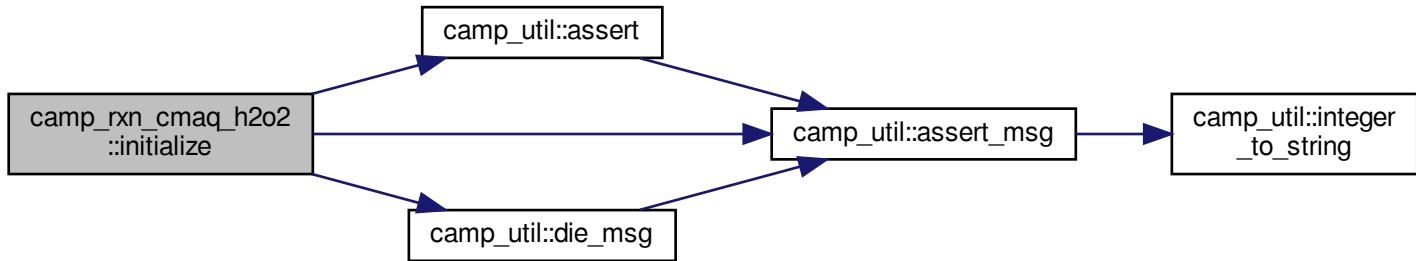 camp_util::assert
camp_rxn_cmaq_h2o2
::initialize
camp_util::assert_msg
camp_util::integer
_to_string
camp_util::die_msg